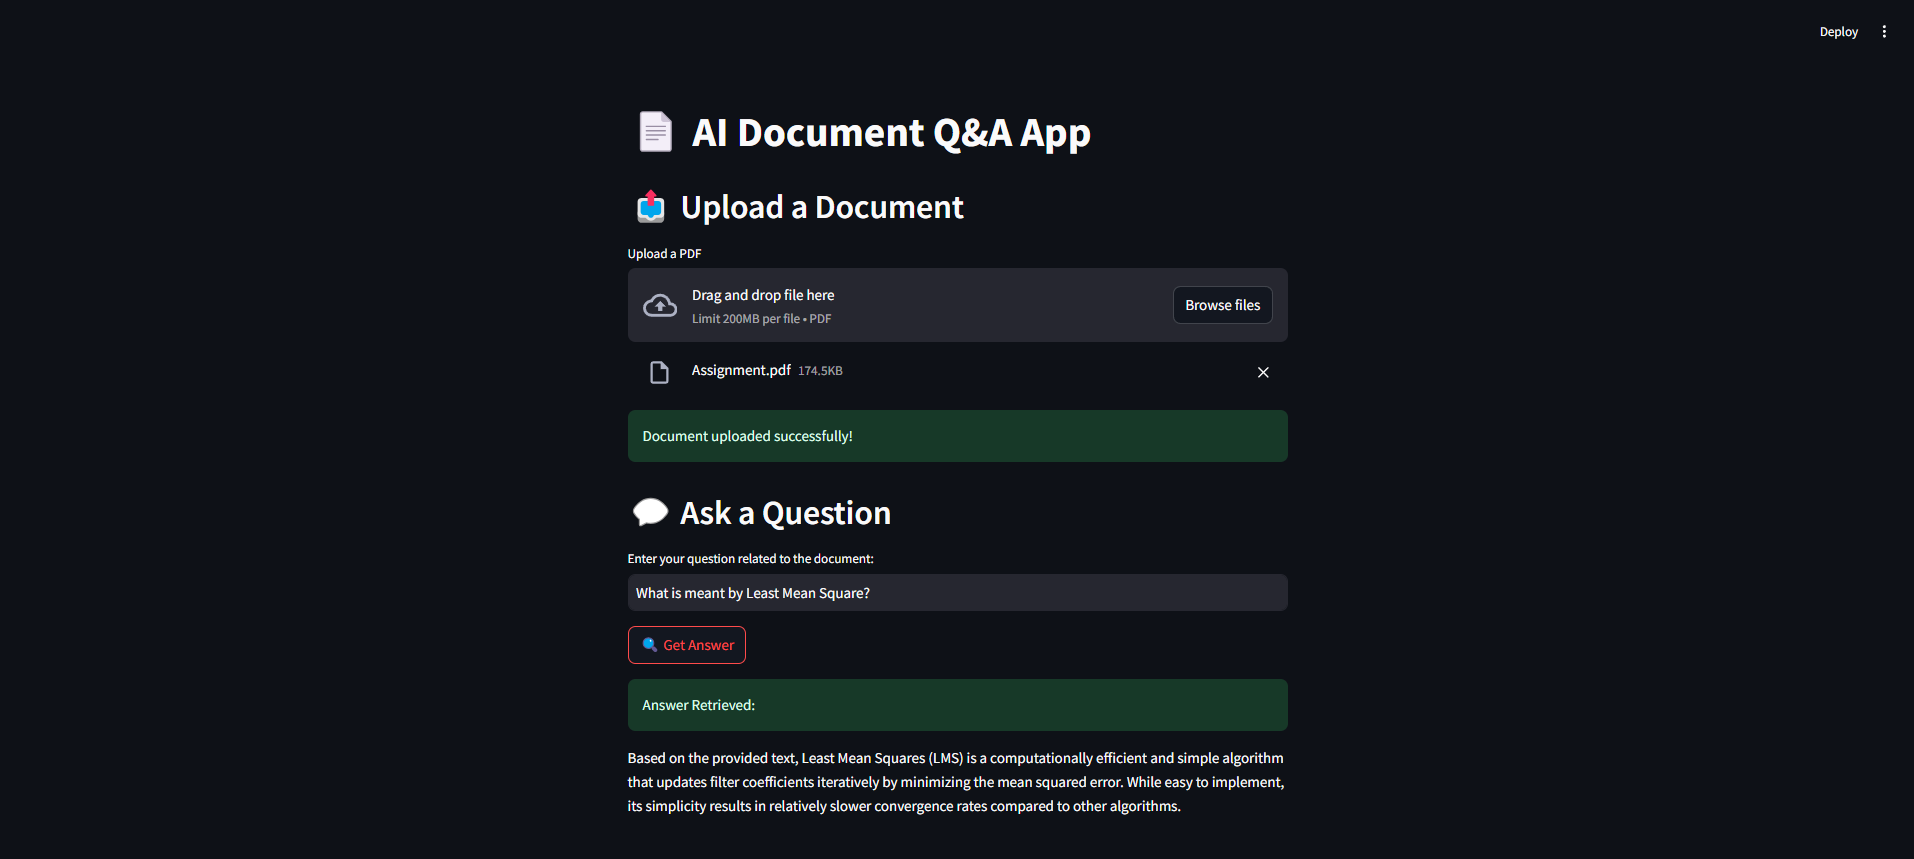 Deploy
AI Document Q&A App
Upload a Document
Upload a PDF
Drag and drop file here
Limit 200MB per file • PDF
Browse files
Assignment.pdf 174.5KB
Document uploaded successfully!
Ask a Question
Enter your question related to the document:
What is meant by Least Mean Square?
Get Answer
Answer Retrieved:
Based on the provided text, Least Mean Squares (LMS) is a computationally efficient and simple algorithm
that updates filter coefficients iteratively by minimizing the mean squared error. While easy to implement,
its simplicity results in relatively slower convergence rates compared to other algorithms.